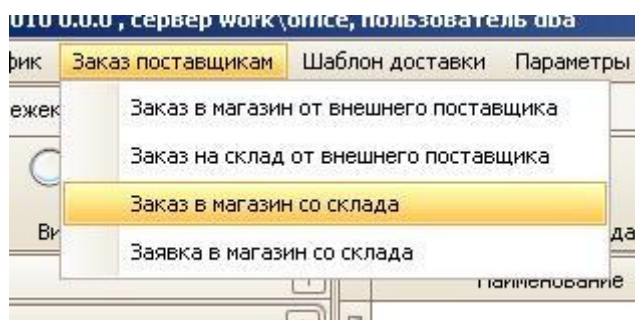 0.0.0 , сервер work\office, пользователь dba
Заказ поставщикам Шаблон доставки Параметры
Заказ в магазин от внешнего поставщика
Заказ на склад от внешнего поставщика
Заказ в магазин со склада
Заявка в магазин со склада
Наименование